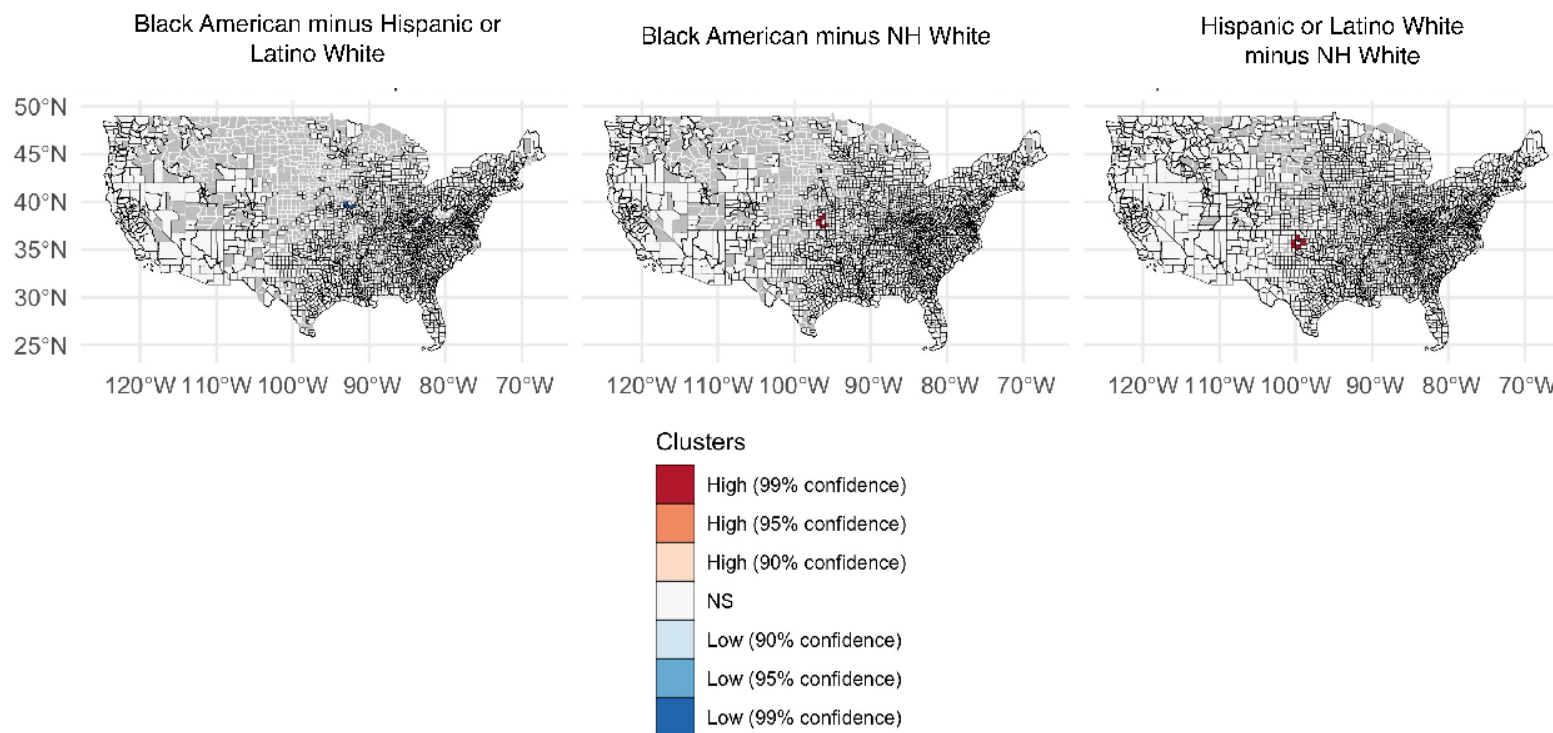 Black American minus Hispanic or
Latino White
Black American minus NH White
Hispanic or Latino White
minus NH White
50°N
45°N
40°N
35°N
30°N
25°N
120°W 110°W 100°W 90°W 80°W 70°W
120°W 110°W 100°W 90°W 80°W 70°W
120°W 110°W 100°W 90°W 80°W 70°W
Clusters
High (99% confidence)
High (95% confidence)
High (90% confidence)
NS
Low (90% confidence)
Low (95% confidence)
Low (99% confidence)